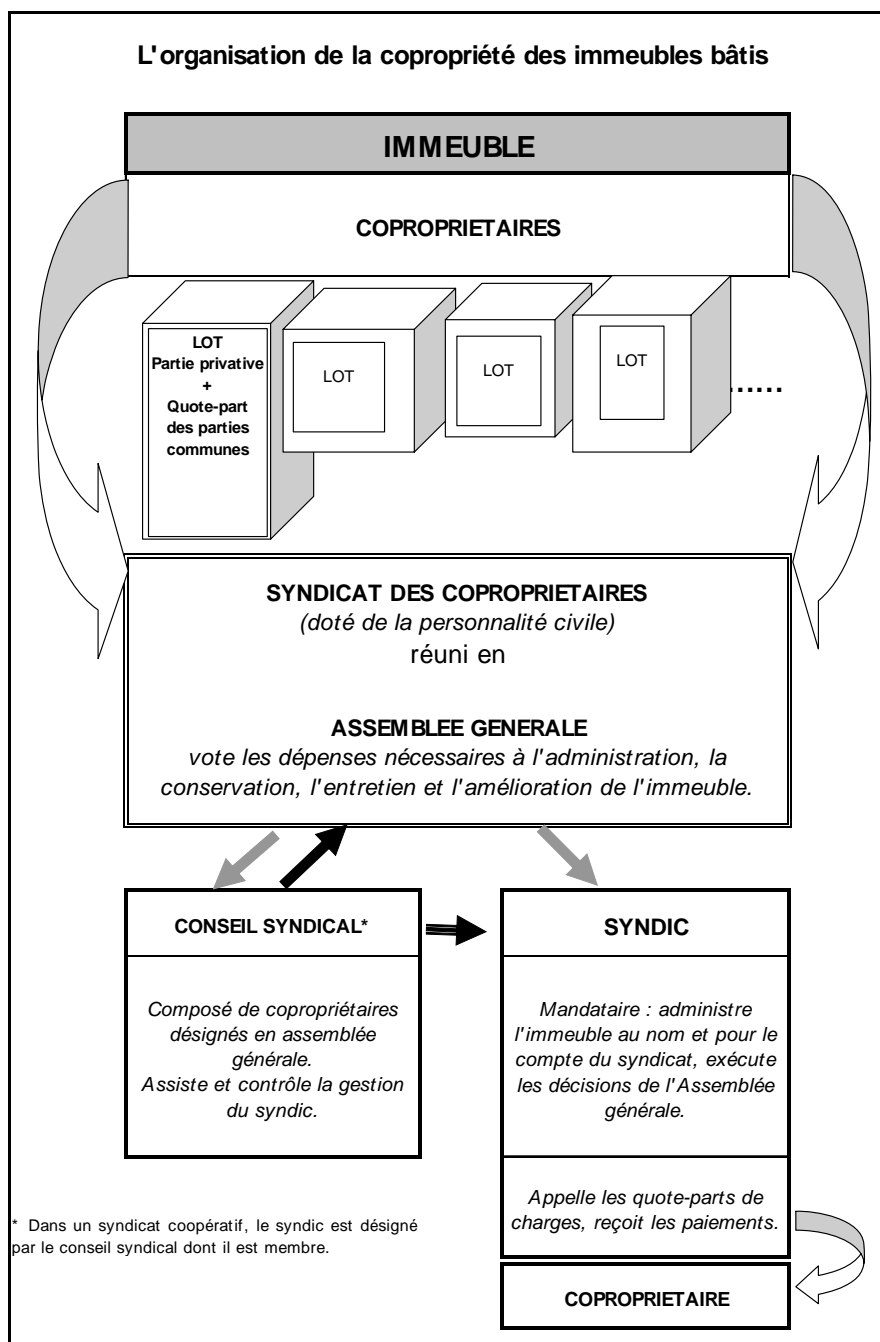 L'organisation de la copropriété des immeubles bâtis
IMMEUBLE
COPROPRIETAIRES
LOT
Partie privative
+
Quote-part
des parties
communes
LOT
LOT
LOT
......
SYNDICAT DES COPROPRIETAIRES
(doté de la personnalité civile)
réuni en
ASSEMBLEE GENERALE
vote les dépenses nécessaires à l'administration, la
conservation, l'entretien et l'amélioration de l'immeuble.
CONSEIL SYNDICAL*
Composé de copropriétaires
désignés en assemblée
générale.
Assiste et contrôle la gestion
du syndic.
SYNDIC
Mandataire : administre
l'immeuble au nom et pour le
compte du syndicat, exécute
les décisions de l'Assemblée
générale.
Appelle les quote-parts de
charges, reçoit les paiements.
* Dans un syndicat coopératif, le syndic est désigné
par le conseil syndical dont il est membre.
COPROPRIETAIRE